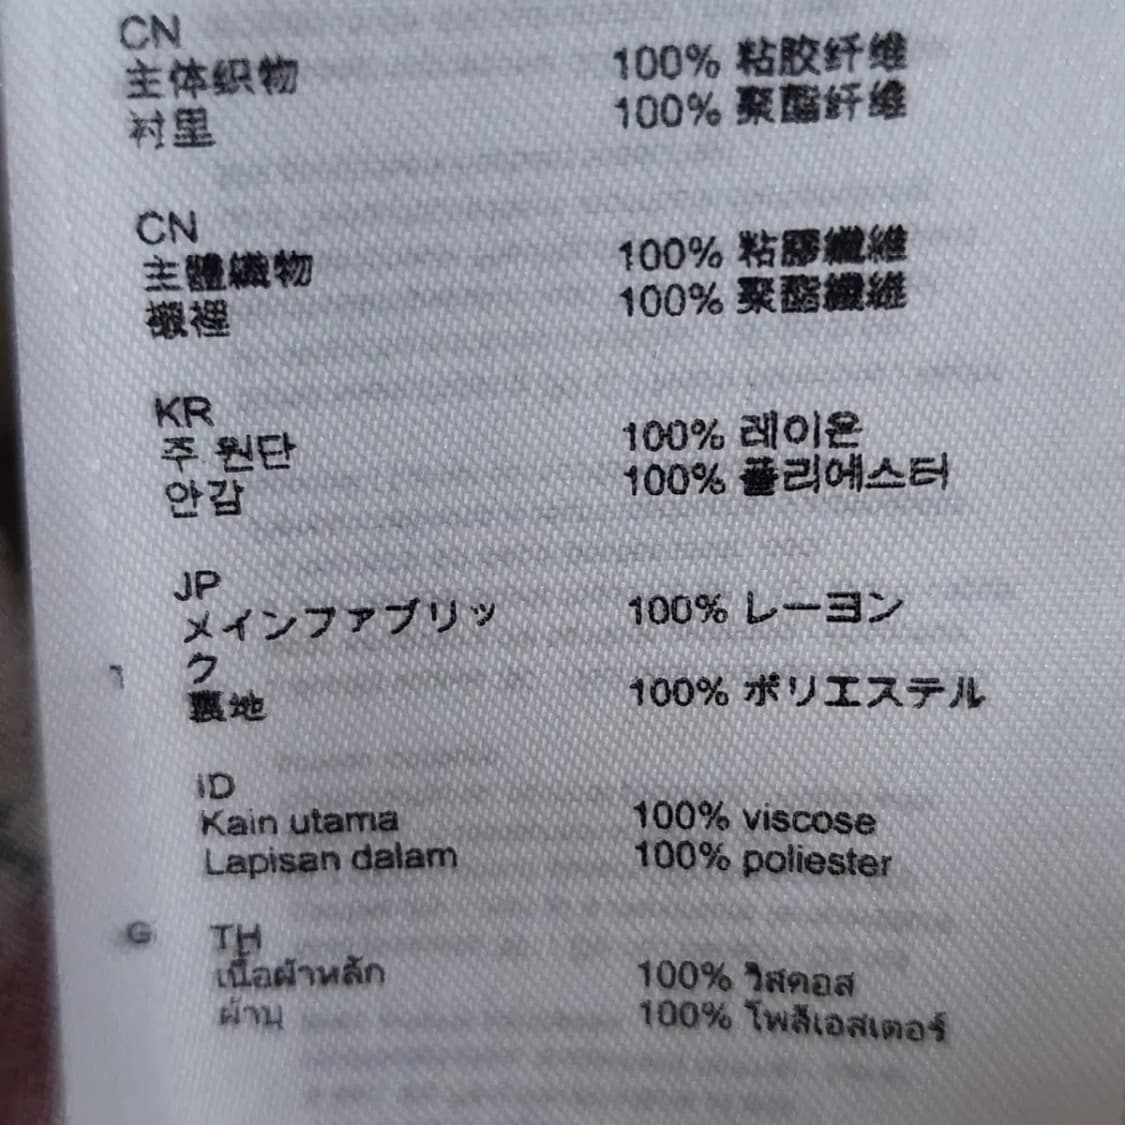 CN
主体织物 100% 粘胶纤维
衬里 100% 聚酯纤维
CN
主體織物 100% 粘膠纖維
襯裡 100% 聚酯纖維
KR
주 원단 100% 레이온
안감 100% 폴리에스터
JP
メインファブリッ 100% レーヨン
ク
裏地 100% ポリエステル
ID
Kain utama 100% viscose
Lapisan dalam 100% poliester
G
TH
เนื้อผ้าหลัก 100% วิสคอส
ผ้าบุ 100% โพลีเอสเตอร์